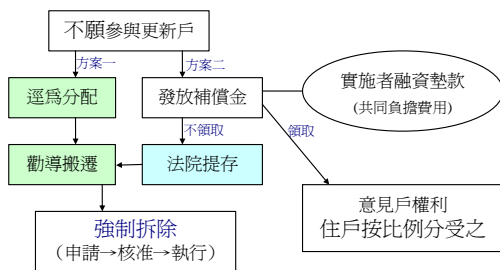 不願參與更新戶
方案一
方案二
逕爲分配
發放補償金
實施者融資墊款
(共同負擔費用)
不領取
領取
勸導搬遷
法院提存
意見戶權利
住戶按比例分受之
強制拆除
（申請→核准→執行）